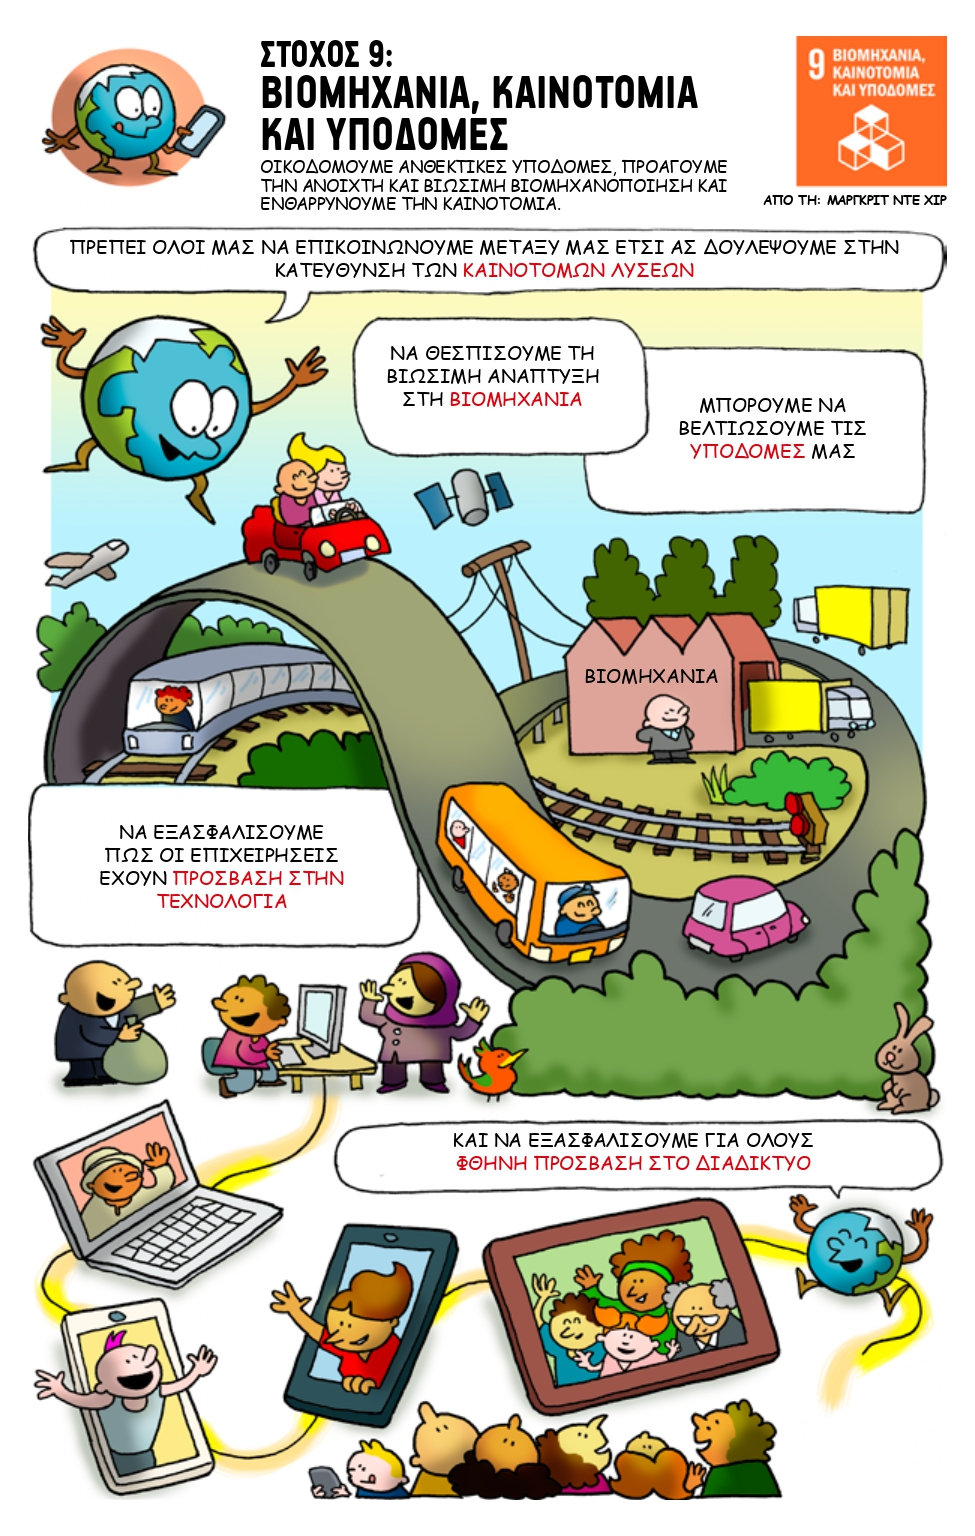 ΣΤΟΧΟΣ 9:
ΒΙΟΜΗΧΑΝΙΑ, ΚΑΙΝΟΤΟΜΙΑ
ΚΑΙ ΥΠΟΔΟΜΕΣ
ΟΙΚΟΔΟΜΟΥΜΕ ΑΝΘΕΚΤΙΚΕΣ ΥΠΟΔΟΜΕΣ, ΠΡΟΑΓΟΥΜΕ
ΤΗΝ ΑΝΟΙΧΤΗ ΚΑΙ ΒΙΩΣΙΜΗ ΒΙΟΜΗΧΑΝΟΠΟΙΗΣΗ ΚΑΙ
ΕΝΘΑΡΡΥΝΟΥΜΕ ΤΗΝ ΚΑΙΝΟΤΟΜΙΑ.
9 ΒΙΟΜΗΧΑΝΙΑ,
ΚΑΙΝΟΤΟΜΙΑ
ΚΑΙ ΥΠΟΔΟΜΕΣ
ΑΠΟ ΤΗ: ΜΑΡΓΚΡΙΤ ΝΤΕ ΧΙΡ
ΠΡΕΠΕΙ ΟΛΟΙ ΜΑΣ ΝΑ ΕΠΙΚΟΙΝΩΝΟΥΜΕ ΜΕΤΑΞΥ ΜΑΣ ΕΤΣΙ ΑΣ ΔΟΥΛΕΨΟΥΜΕ ΣΤΗΝ
ΚΑΤΕΥΘΥΝΣΗ ΤΩΝ ΚΑΙΝΟΤΟΜΩΝ ΛΥΣΕΩΝ
ΝΑ ΘΕΣΠΙΣΟΥΜΕ ΤΗ
ΒΙΩΣΙΜΗ ΑΝΑΠΤΥΞΗ
ΣΤΗ ΒΙΟΜΗΧΑΝΙΑ
ΜΠΟΡΟΥΜΕ ΝΑ
ΒΕΛΤΙΩΣΟΥΜΕ ΤΙΣ
ΥΠΟΔΟΜΕΣ ΜΑΣ
ΒΙΟΜΗΧΑΝΙΑ
ΝΑ ΕΞΑΣΦΑΛΙΣΟΥΜΕ
ΠΩΣ ΟΙ ΕΠΙΧΕΙΡΗΣΕΙΣ
ΕΧΟΥΝ ΠΡΟΣΒΑΣΗ ΣΤΗΝ
ΤΕΧΝΟΛΟΓΙΑ
ΚΑΙ ΝΑ ΕΞΑΣΦΑΛΙΣΟΥΜΕ ΓΙΑ ΟΛΟΥΣ
ΦΘΗΝΗ ΠΡΟΣΒΑΣΗ ΣΤΟ ΔΙΑΔΙΚΤΥΟ